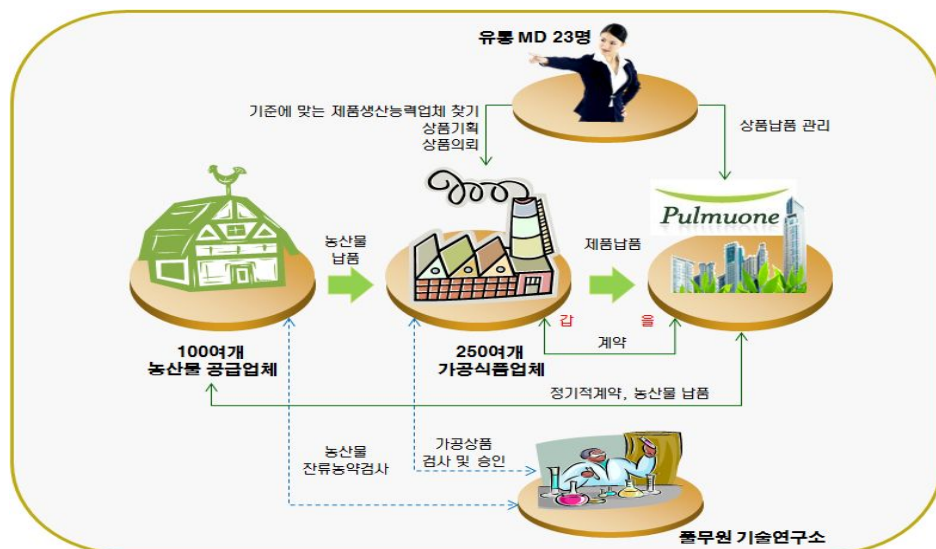 유통 MD 23명
기준에 맞는 제품생산능력업체 찾기
상품기획
상품의뢰
상품납품 관리
Pulmuone
농산물
납품
제품납품
갑
을
계약
100여개
농산물 공급업체
250여개
가공식품업체
정기적계약, 농산물 납품
농산물
잔류농약검사
가공상품
검사 및 승인
풀무원 기술연구소